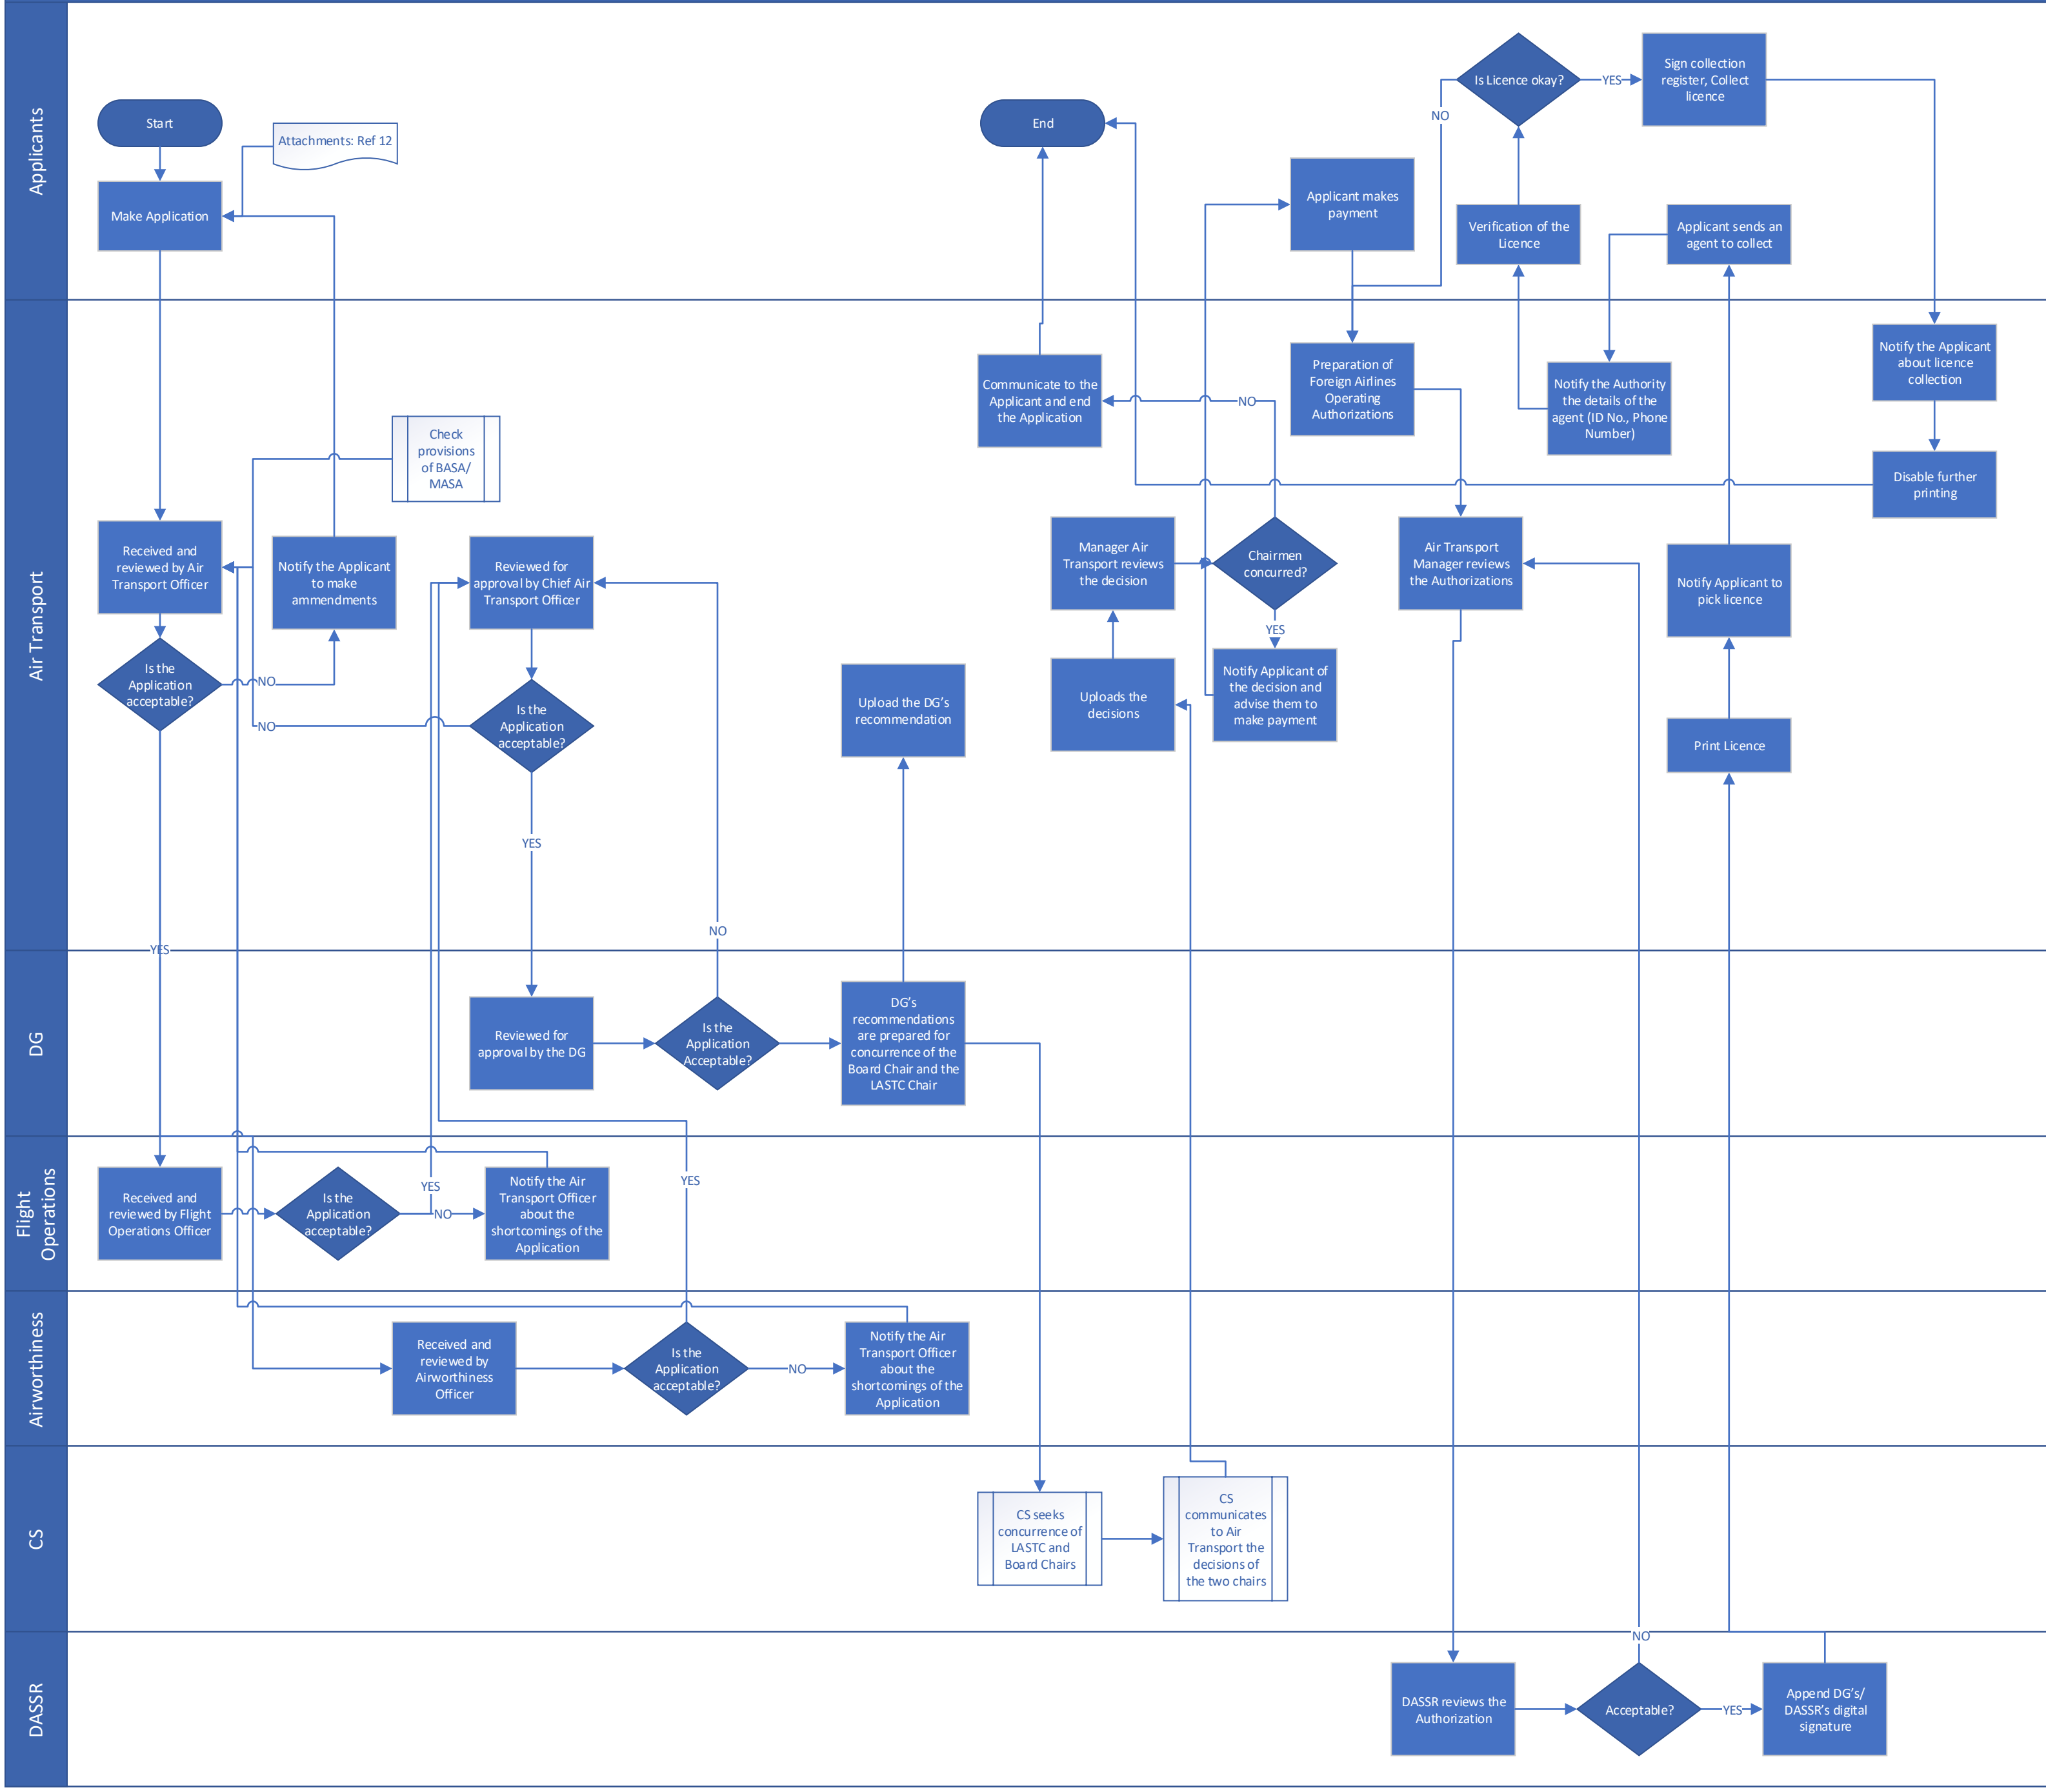 Applicants
Start
Attachments: Ref 12
Make Application
End
Applicant makes
payment
Is Licence okay?
YES
NO
Sign collection
register, Collect
licence
Verification of the
Licence
Applicant sends an
agent to collect
Air Transport
Check
provisions
of BASA/
MASA
Received and
reviewed by Air
Transport Officer
Notify the Applicant
to make
ammendments
Is the
Application
acceptable?
NO
YES
Reviewed for
approval by Chief Air
Transport Officer
Is the
Application
acceptable?
NO
YES
NO
Upload the DG's
recommendation
Communicate to the
Applicant and end
the Application
NO
Manager Air
Transport reviews
the decision
Chairmen
concurred?
YES
Uploads the
decisions
Notify Applicant of
the decision and
advise them to
make payment
Preparation of
Foreign Airlines
Operating
Authorizations
Air Transport
Manager reviews
the Authorizations
Notify the Authority
the details of the
agent (ID No., Phone
Number)
Notify Applicant to
pick licence
Print Licence
Notify the Applicant
about licence
collection
Disable further
printing
DG
Reviewed for
approval by the DG
Is the
Application
Acceptable?
DG's
recommendations
are prepared for
concurrence of the
Board Chair and the
LASTC Chair
Flight
Operations
Received and
reviewed by Flight
Operations Officer
Is the
Application
acceptable?
YES
NO
Notify the Air
Transport Officer
about the
shortcomings of the
Application
YES
Airworthiness
Received and
reviewed by
Airworthiness
Officer
Is the
Application
acceptable?
NO
Notify the Air
Transport Officer
about the
shortcomings of the
Application
CS
CS seeks
concurrence of
LASTC and
Board Chairs
CS
communicates
to Air
Transport the
decisions of
the two chairs
DASSR
DASSR reviews the
Authorization
NO
Acceptable?
YES
Append DG's/
DASSR's digital
signature